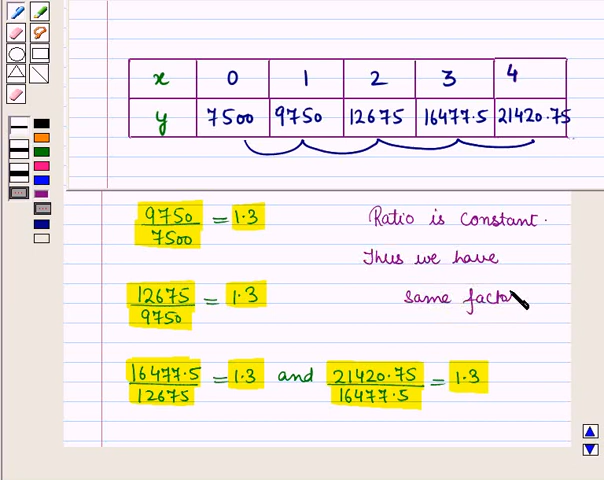 x 0 1 2 3 4
y 7500 9750 12675 16477.5 21420.75
9750/7500 = 1.3
Ratio is constant.
Thus we have
12675/9750 = 1.3
same facto
16477.5/12675 = 1.3 and 21420.75/16477.5 = 1.3